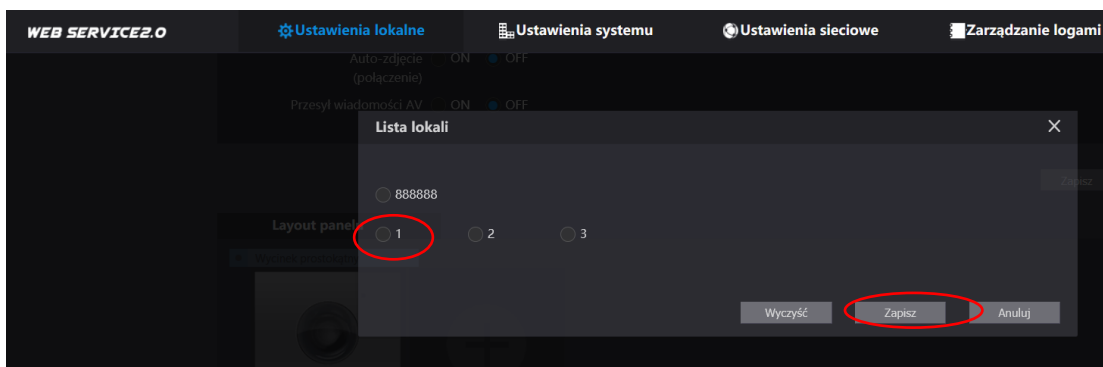 WEB SERVICE2.0 Ustawienia lokalne Ustawienia systemu Ustawienia sieciowe Zarządzanie logami
Auto-zdjęcie ON OFF
(połączenie)
Przesył wiadomości AV ON OFF
Lista lokali X
888888
Zapisz
Layout panel
1 2 3
Wyczyść Zapisz Anuluj